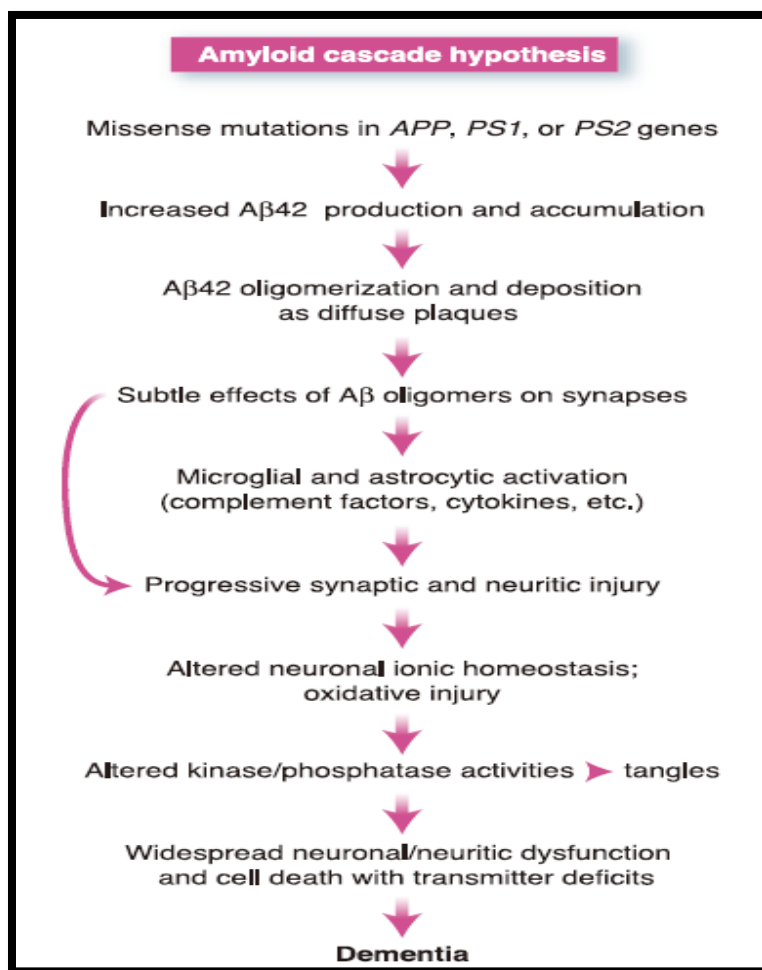 Amyloid cascade hypothesis
Missense mutations in APP, PS1, or PS2 genes
Increased Aβ42 production and accumulation
Aβ42 oligomerization and deposition
as diffuse plaques
Subtle effects of Aβ oligomers on synapses
Microglial and astrocytic activation
(complement factors, cytokines, etc.)
Progressive synaptic and neuritic injury
Altered neuronal ionic homeostasis;
oxidative injury
Altered kinase/phosphatase activities ➤ tangles
Widespread neuronal/neuritic dysfunction
and cell death with transmitter deficits
Dementia